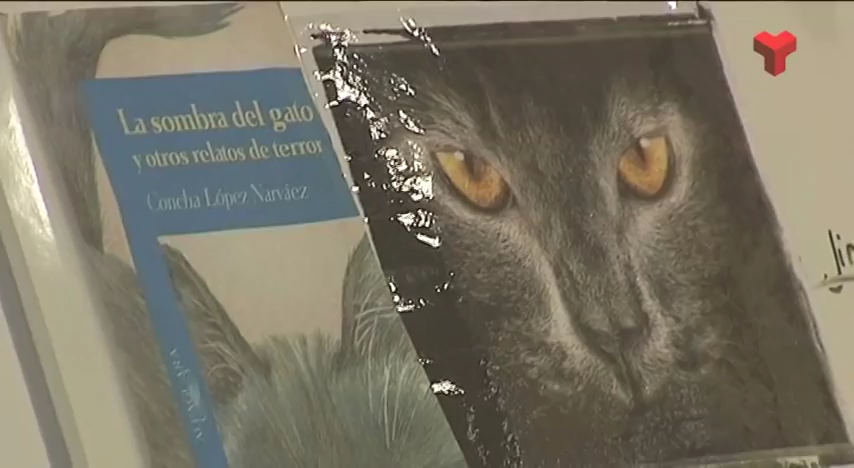 La sombra del gato
y otros relatos de terror
Concha López Narváez